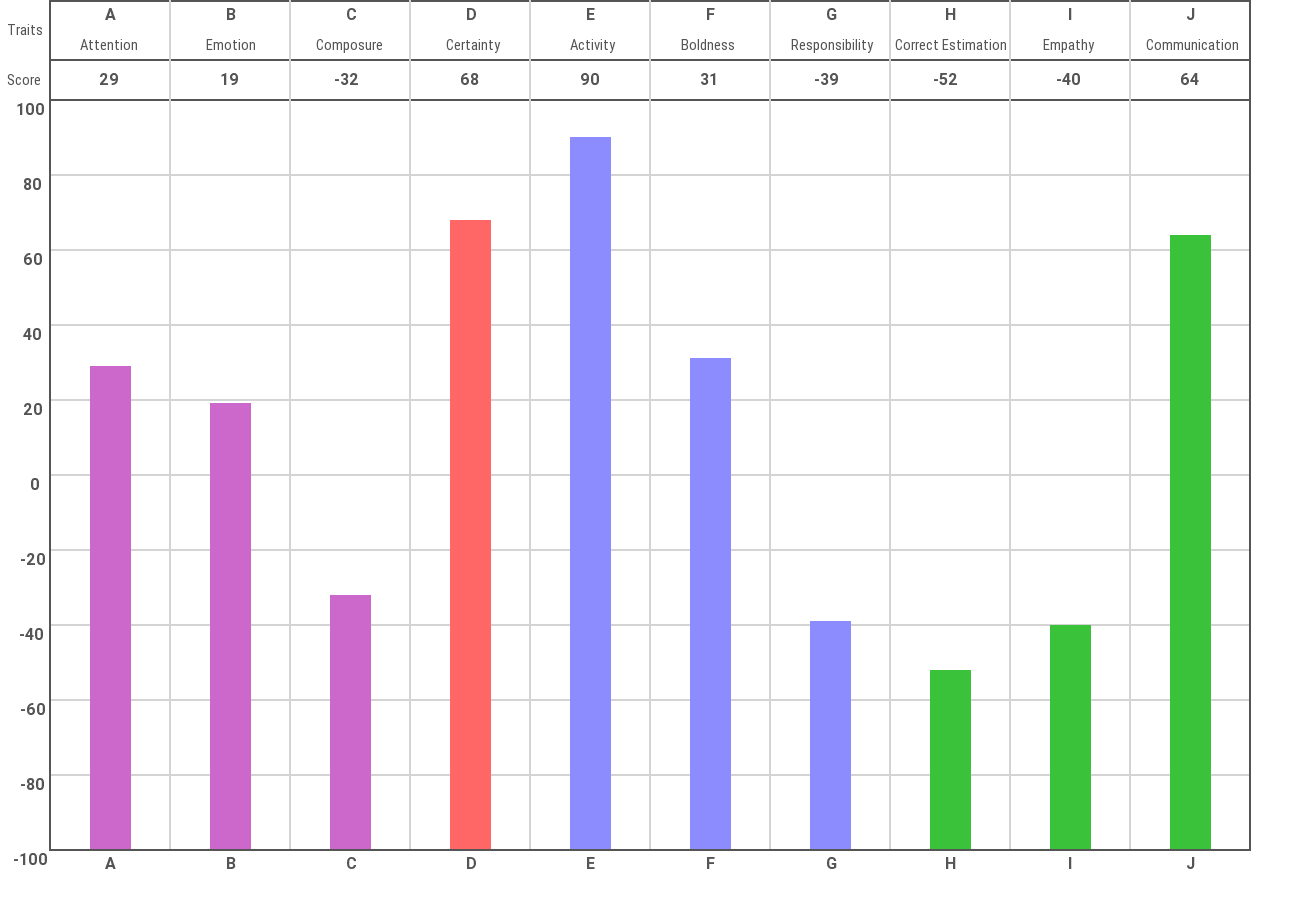 Traits
A B C D E F G H I J
Attention Emotion Composure Certainty Activity Boldness Responsibility Correct Estimation Empathy Communication
Score 29 19 -32 68 90 31 -39 -52 -40 64
100
80
60
40
20
0
-20
-40
-60
-80
-100
A B C D E F G H I J